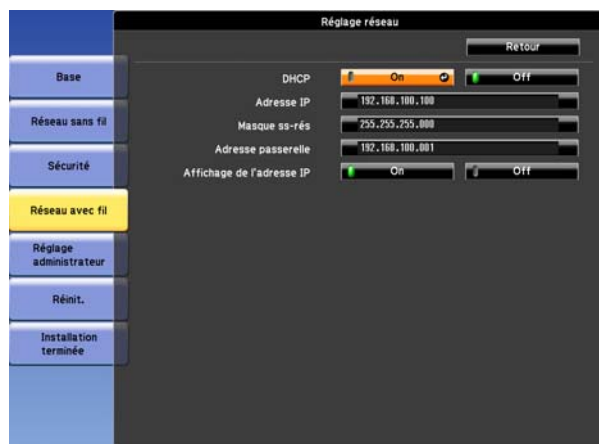 Réglage réseau
Retour
Base
Réseau sans fil
Sécurité
Réseau avec fil
Réglage
administrateur
Réinit.
Installation
terminée
DHCP On Off
Adresse IP 192.168.100.100
Masque ss-rés 255.255.255.000
Adresse passerelle 192.168.100.001
Affichage de l'adresse IP On Off